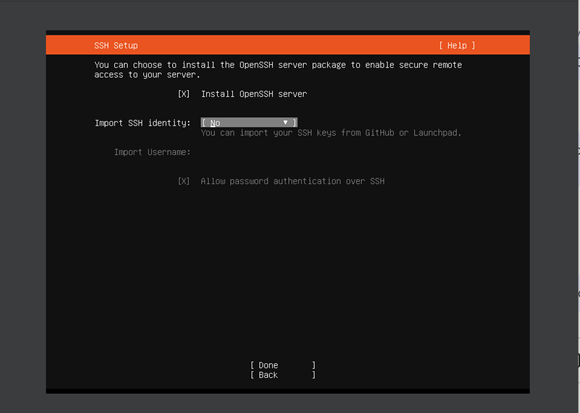 SSH Setup [ Help ]
You can choose to install the OpenSSH server package to enable secure remote
access to your server.
[X] Install OpenSSH server
Import SSH identity: [ No ▼ ]
You can import your SSH keys from GitHub or Launchpad.
Import Username:
[X] Allow password authentication over SSH
[ Done ]
[ Back ]